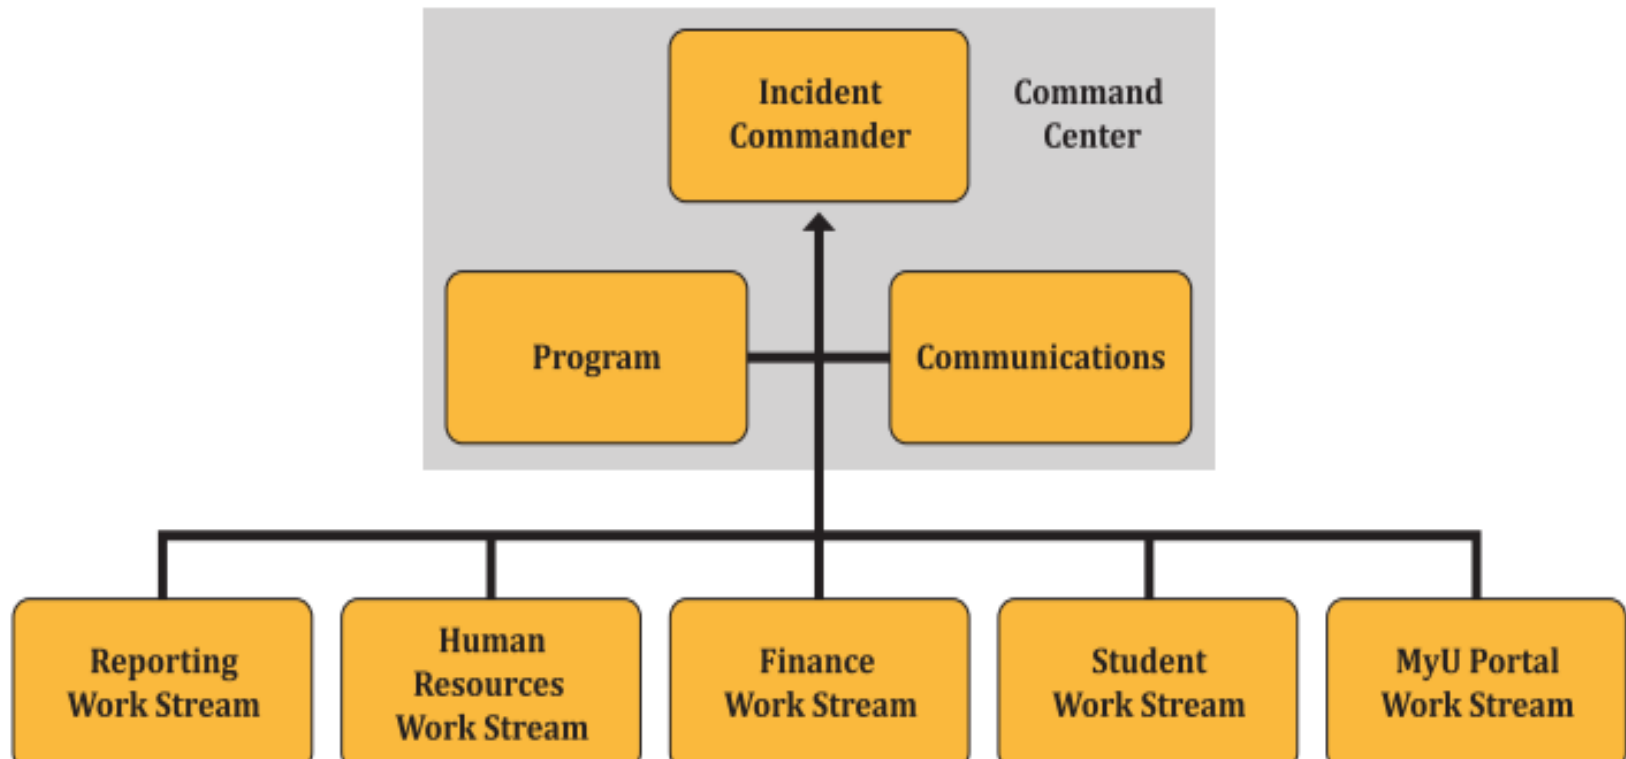 Incident
Commander
Command
Center
Program
Communications
Reporting
Work Stream
Human
Resources
Work Stream
Finance
Work Stream
Student
Work Stream
MyU Portal
Work Stream